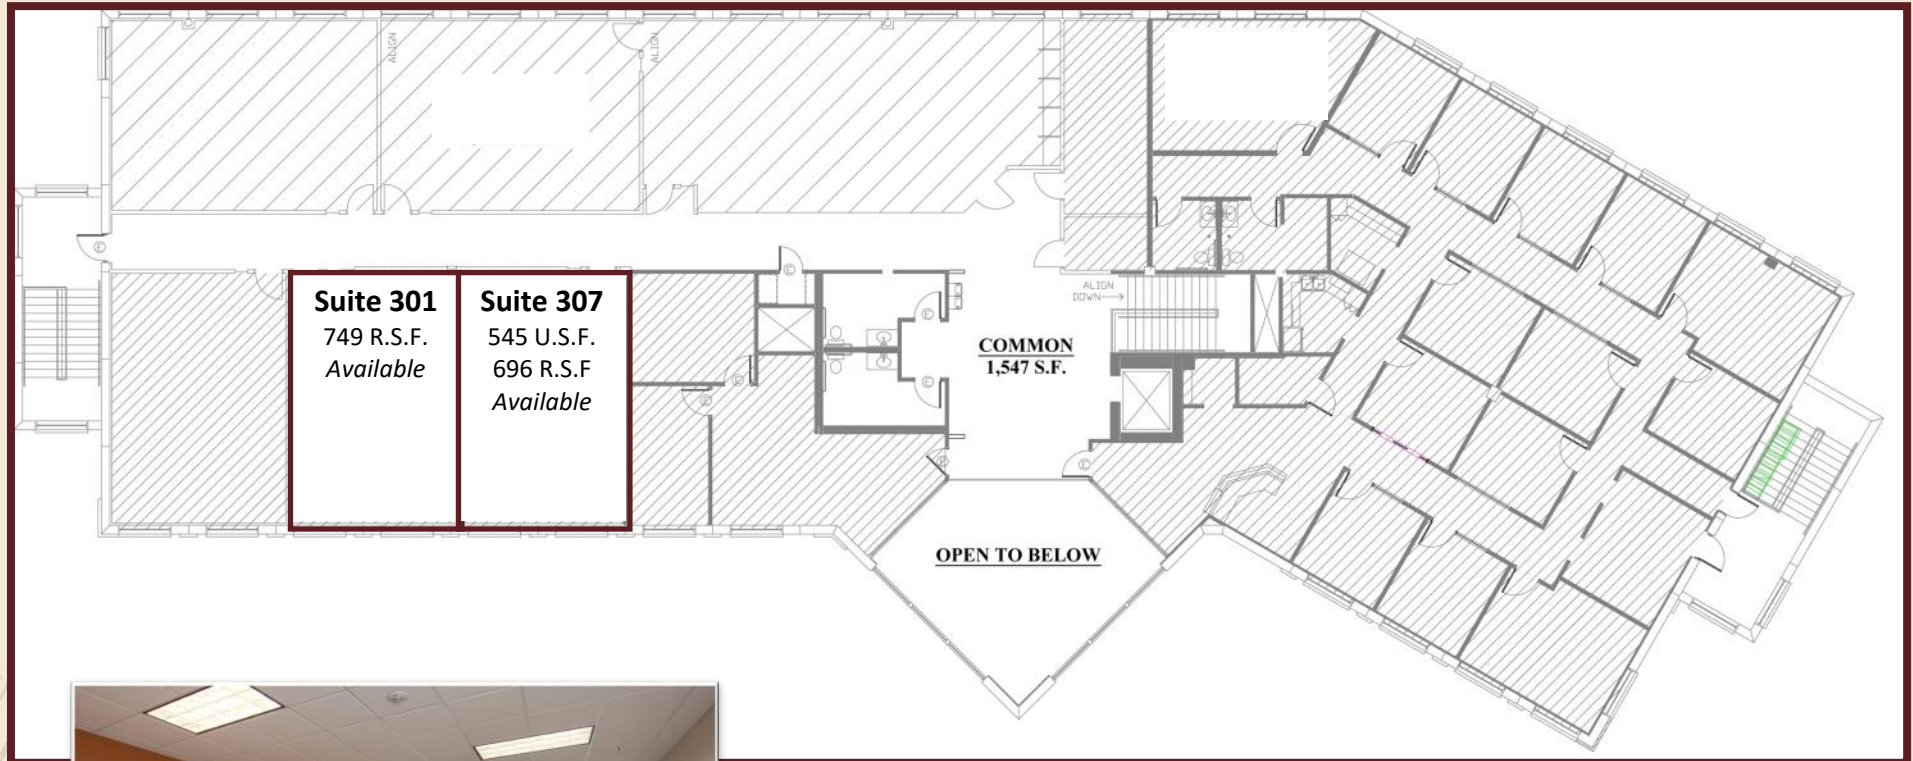 ALIGN
ALIGN
Suite 301
749 R.S.F.
Available
Suite 307
545 U.S.F.
696 R.S.F
Available
ALIGN
DOWN
COMMON
1,547 S.F.
OPEN TO BELOW